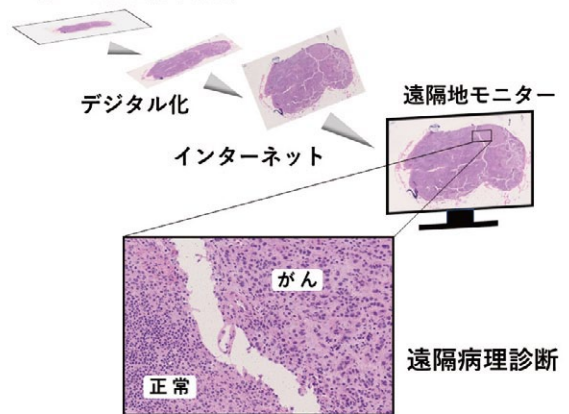 デジタル化
遠隔地モニター
インターネット
がん
遠隔病理診断
正常